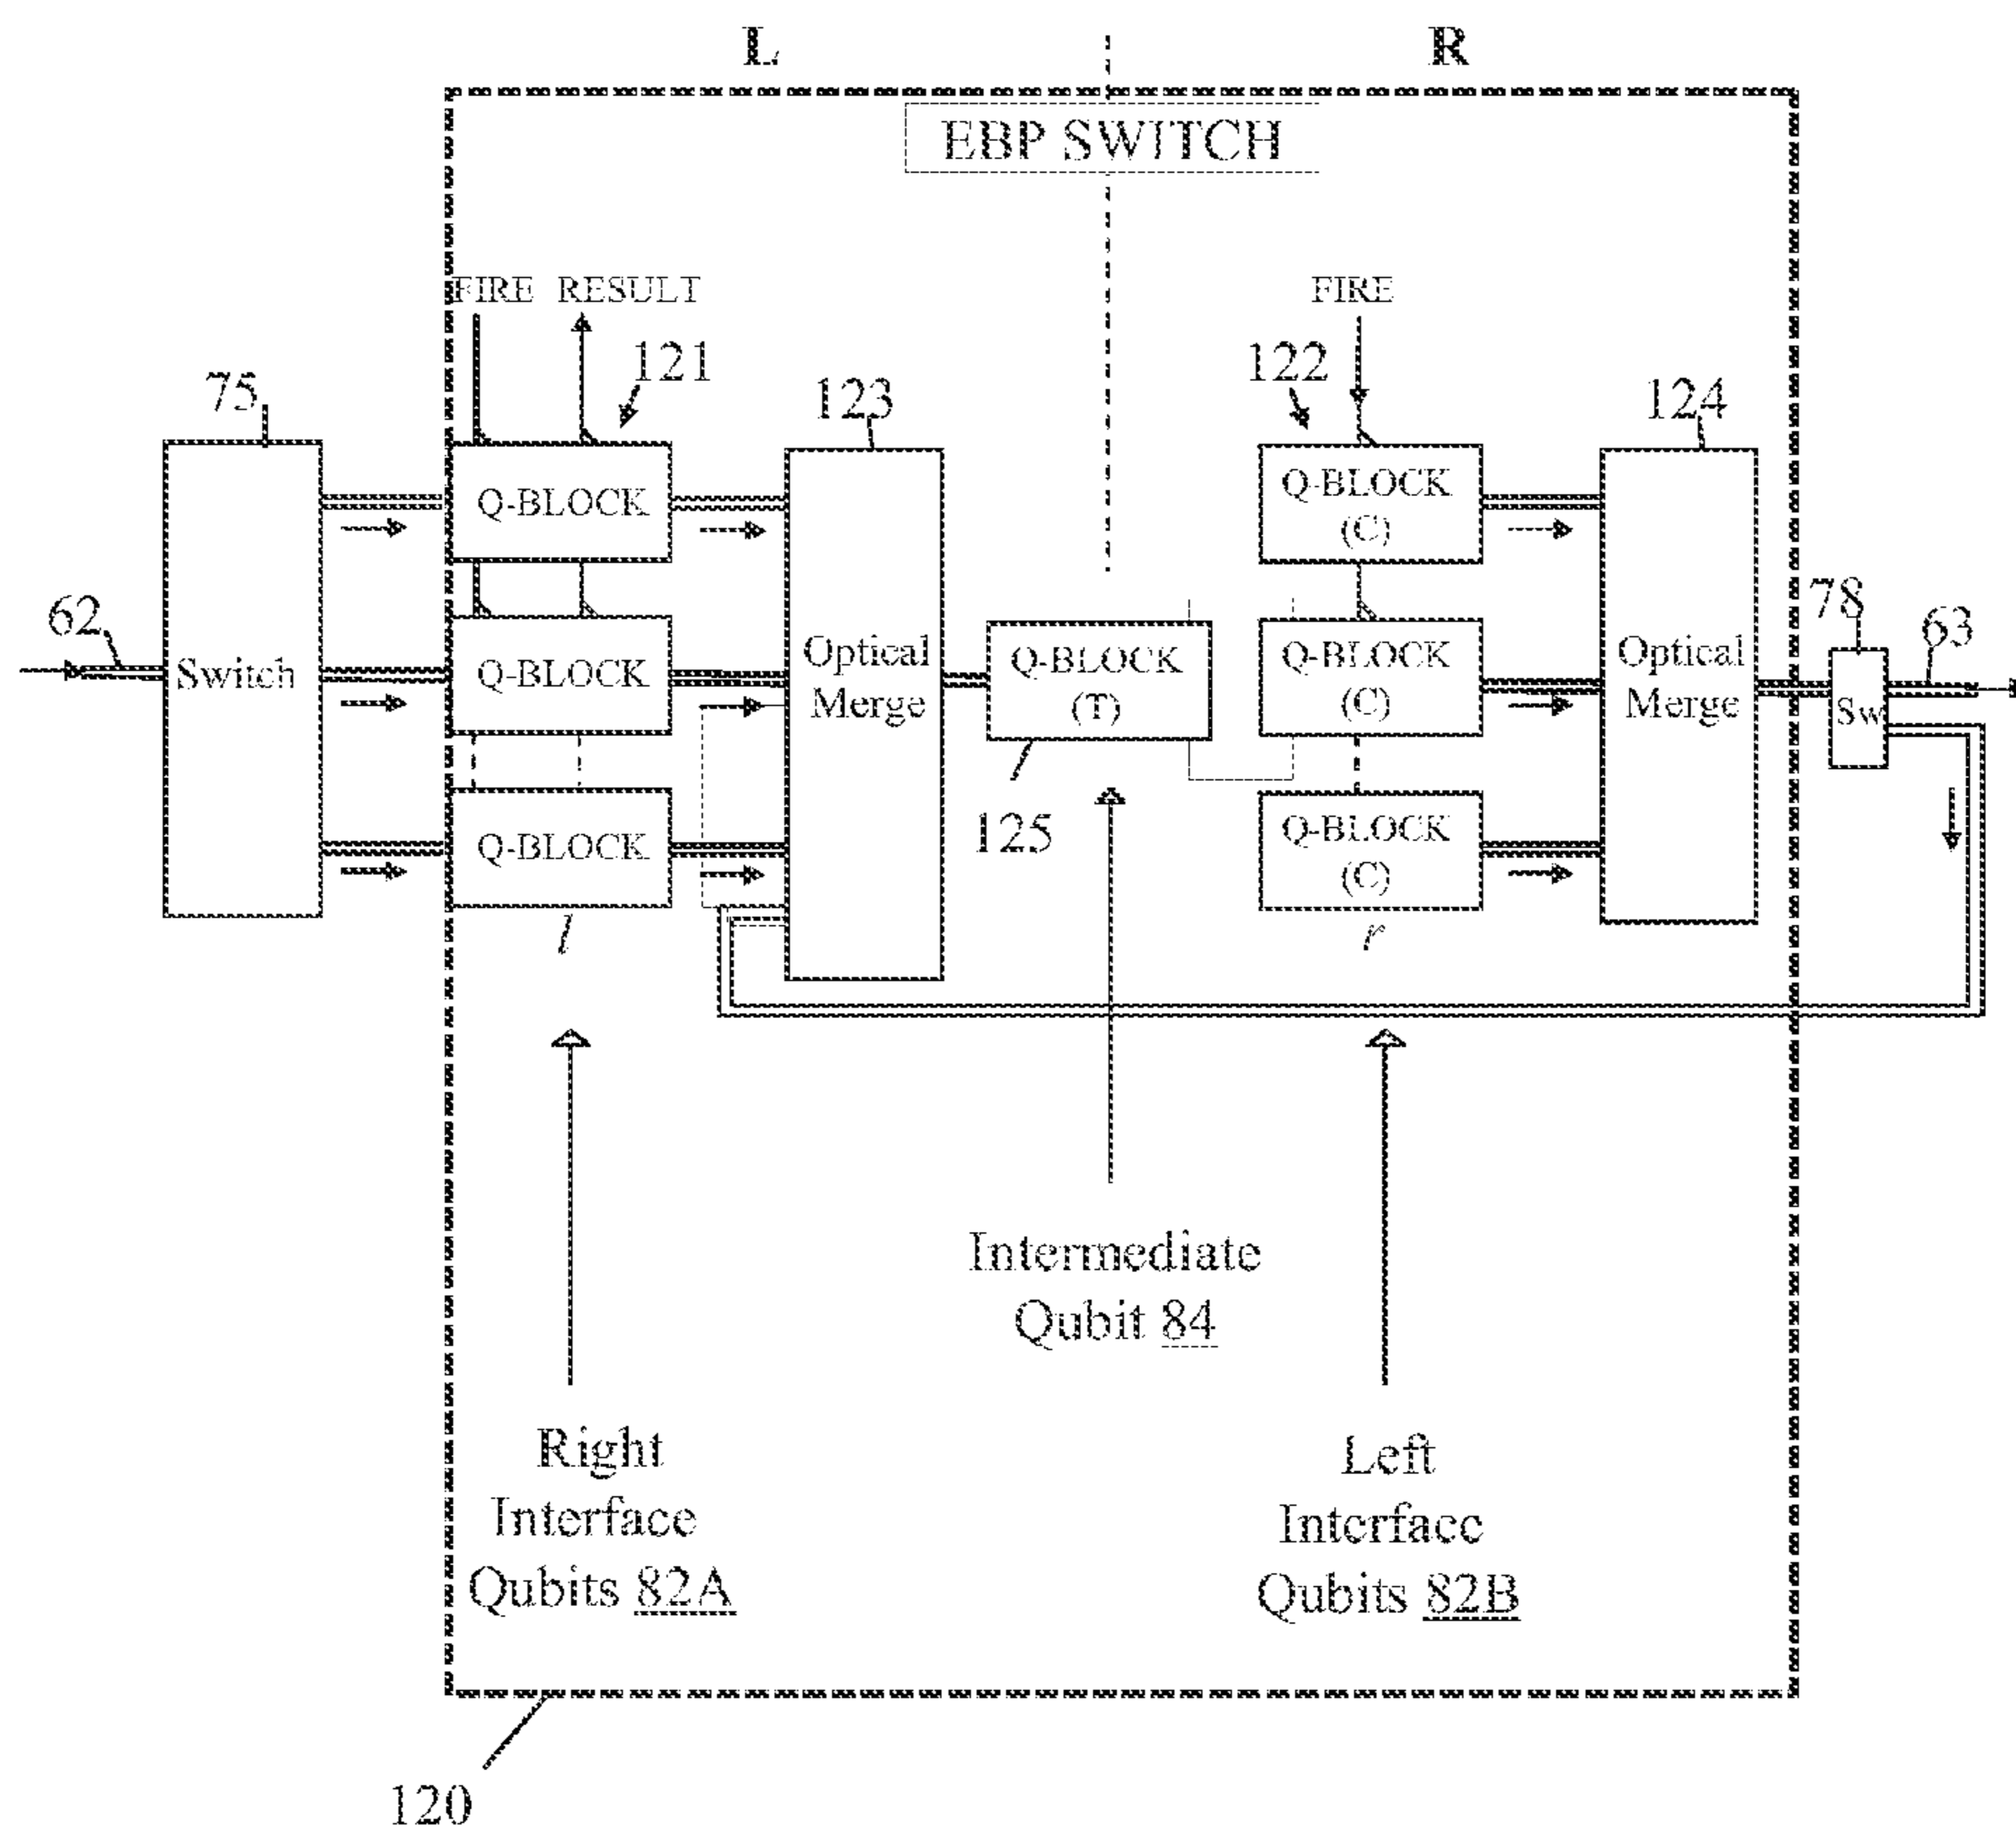 L
R
EBP SWITCH
FIRE RESULT
FIRE
121
122
75
123
124
Q-BLOCK
Q-BLOCK
(C)
62
Switch
Q-BLOCK
Optical
Merge
Q-BLOCK
(T)
125
Q-BLOCK
(C)
Optical
Merge
78
Sw
63
Q-BLOCK
Q-BLOCK
(C)
l
r
Intermediate
Qubit 84
Right
Interface
Qubits 82A
Left
Interface
Qubits 82B
120